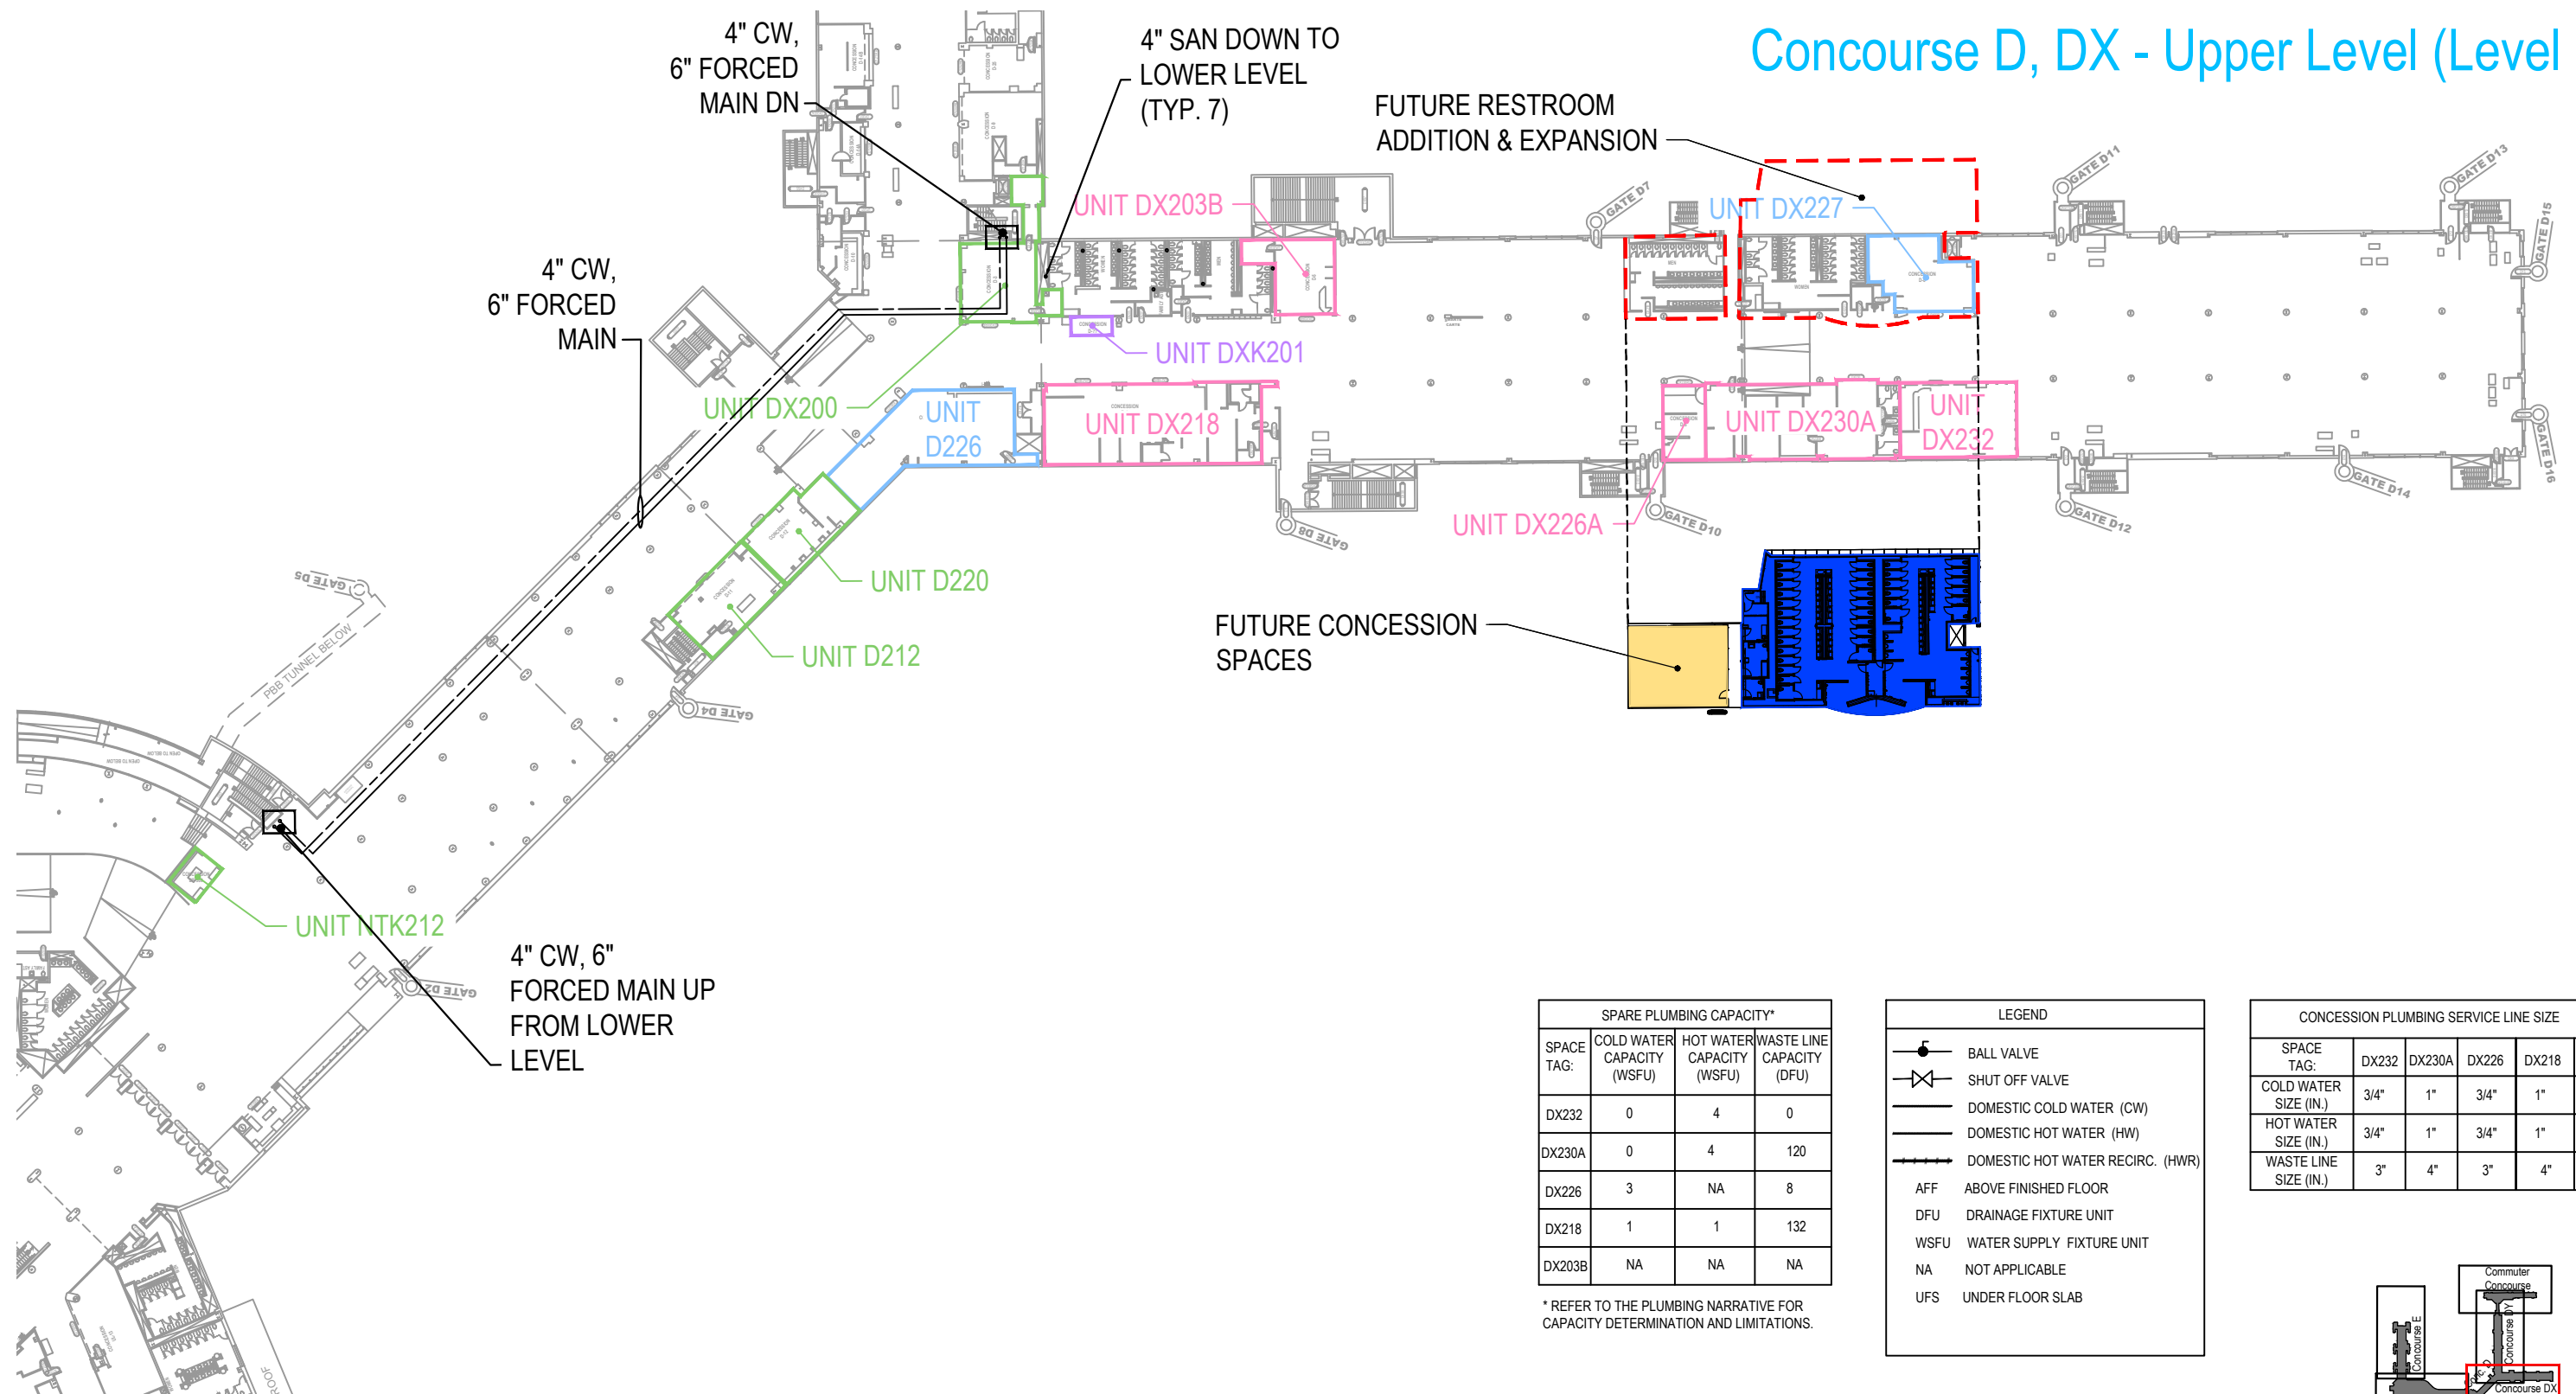 Concourse D, DX - Upper Level (Level
4" CW,
6" FORCED
MAIN DN
4" SAN DOWN TO
LOWER LEVEL
(TYP. 7)
FUTURE RESTROOM
ADDITION & EXPANSION
GATE D7
GATE D11
GATE D13
GATE D15
UNIT DX203B
UNIT DX227
4" CW,
6" FORCED
MAIN
UNIT DXK201
UNIT DX200
UNIT
D226
UNIT DX218
UNIT DX230A
UNIT
DX232
UNIT DX226A
GATE D8
GATE D10
GATE D12
GATE D14
GATE D16
UNIT D220
UNIT D212
GATE D5
PBB TUNNEL BELOW
GATE D4
FUTURE CONCESSION
SPACES
OPEN TO BELOW
OPEN TO BELOW
UNIT NTK212
4" CW, 6"
FORCED MAIN UP
FROM LOWER
LEVEL
GATE D2
ROOF
SPARE PLUMBING CAPACITY*
SPACE TAG: COLD WATER CAPACITY (WSFU) HOT WATER CAPACITY (WSFU) WASTE LINE CAPACITY (DFU)
DX232 0 4 0
DX230A 0 4 120
DX226 3 NA 8
DX218 1 1 132
DX203B NA NA NA
* REFER TO THE PLUMBING NARRATIVE FOR
CAPACITY DETERMINATION AND LIMITATIONS.
LEGEND
BALL VALVE
SHUT OFF VALVE
DOMESTIC COLD WATER (CW)
DOMESTIC HOT WATER (HW)
DOMESTIC HOT WATER RECIRC. (HWR)
AFF ABOVE FINISHED FLOOR
DFU DRAINAGE FIXTURE UNIT
WSFU WATER SUPPLY FIXTURE UNIT
NA NOT APPLICABLE
UFS UNDER FLOOR SLAB
CONCESSION PLUMBING SERVICE LINE SIZE
SPACE TAG: DX232 DX230A DX226 DX218
COLD WATER SIZE (IN.) 3/4" 1" 3/4" 1"
HOT WATER SIZE (IN.) 3/4" 1" 3/4" 1"
WASTE LINE SIZE (IN.) 3" 4" 3" 4"
Commuter
Concourse
Concourse E
Concourse DY
Conc. D
Concourse DX